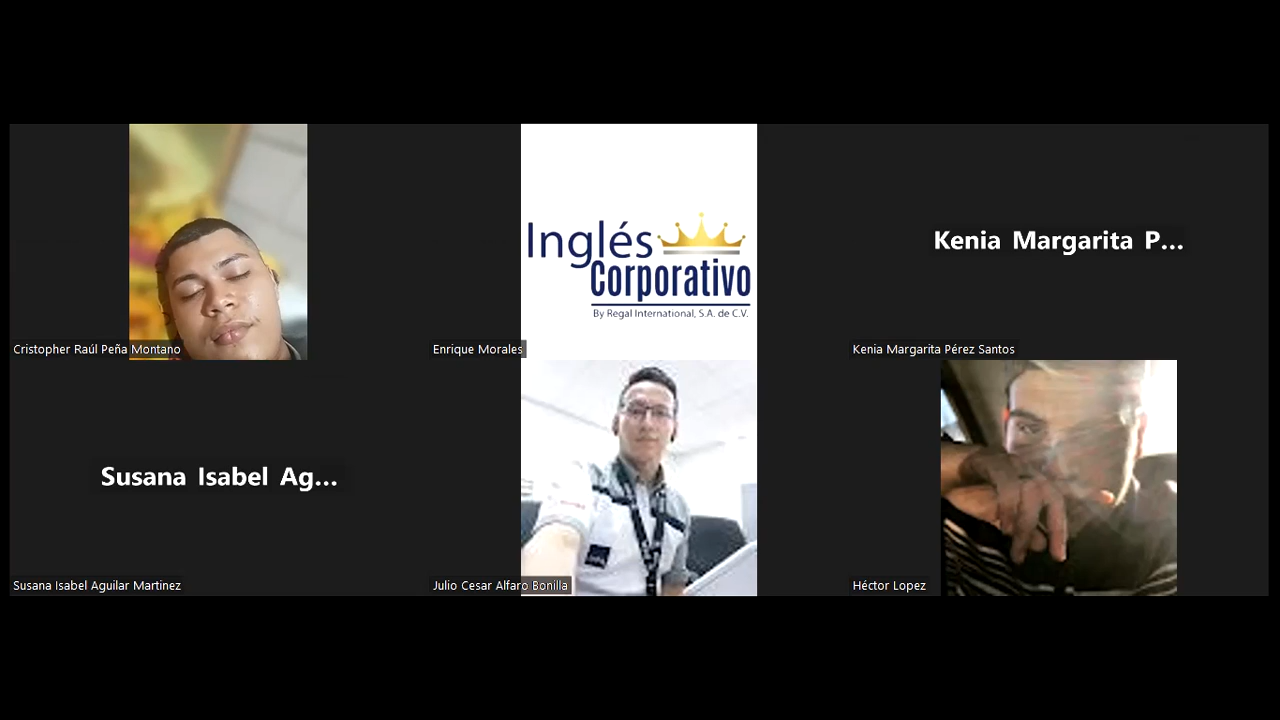 Inglés
Corporativo
By Regal International, S.A. de C.V.
Kenia Margarita P...
Cristopher Raúl Peña Montano
Enrique Morales
Kenia Margarita Pérez Santos
Susana Isabel Ag...
Susana Isabel Aguilar Martinez
Julio Cesar Alfaro Bonilla
Héctor Lopez